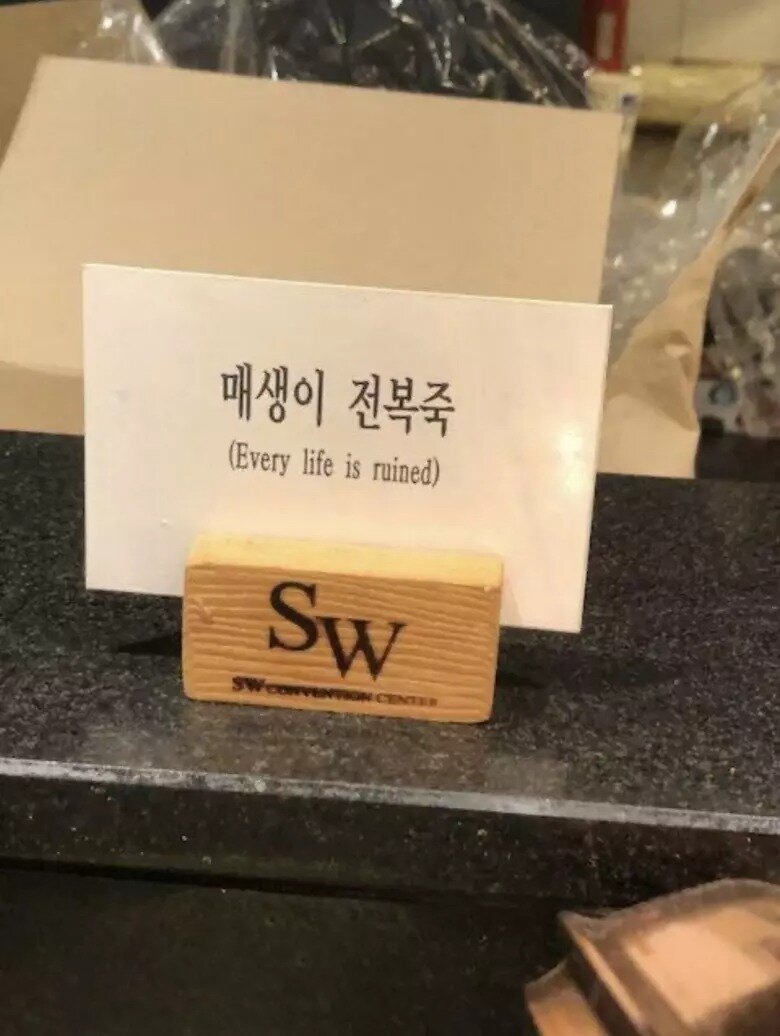 매생이 전복죽
(Every life is ruined)
SW
SW CONVENTION CENTER